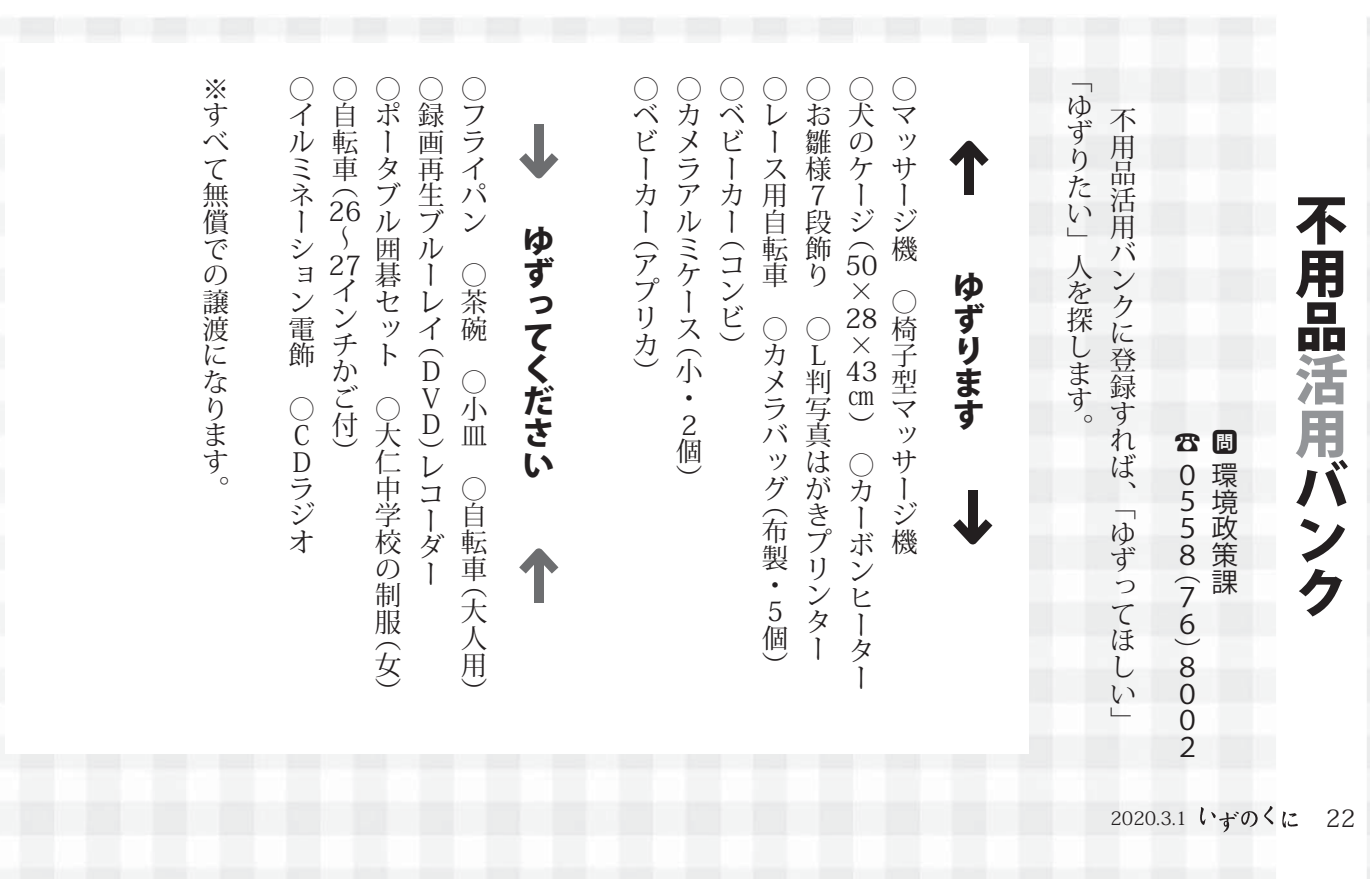 不用品活用バンク
問 環境政策課
☎0558(76)8002
不用品活用バンクに登録すれば、「ゆずってほしい」
「ゆずりたい」人を探します。
↑ ゆずります ↓
○マッサージ機 ○椅子型マッサージ機
○犬のケージ(50×28×43㎝) ○カーボンヒーター
○お雛様7段飾り ○L判写真はがきプリンター
○レース用自転車 ○カメラバッグ(布製・5個)
○ベビーカー(コンビ)
○カメラアルミケース(小・2個)
○ベビーカー(アプリカ)
↓ ゆずってください ↑
○フライパン ○茶碗 ○小皿 ○自転車(大人用)
○録画再生ブルーレイ(DVD)レコーダー
○ポータブル囲碁セット ○大仁中学校の制服(女)
○自転車(26~27インチかご付)
○イルミネーション電飾 ○CDラジオ
※すべて無償での譲渡になります。
2020.3.1 いずのくに 22